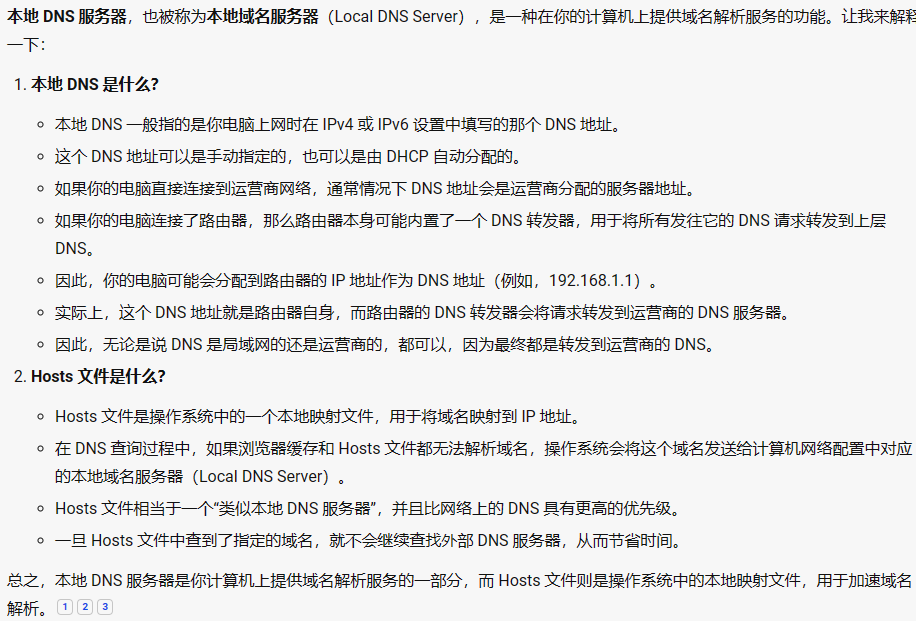 本地 DNS 服务器，也被称为本地域名服务器（Local DNS Server），是一种在你的计算机上提供域名解析服务的功能。让我来解释
一下：
1. 本地 DNS 是什么？
本地 DNS 一般指的是你电脑上网时在 IPv4 或 IPv6 设置中填写的那个 DNS 地址。
这个 DNS 地址可以是手动指定的，也可以是由 DHCP 自动分配的。
如果你的电脑直接连接到运营商网络，通常情况下 DNS 地址会是运营商分配的服务器地址。
如果你的电脑连接了路由器，那么路由器本身可能内置了一个 DNS 转发器，用于将所有发往它的 DNS 请求转发到上层
DNS。
因此，你的电脑可能会分配到路由器的 IP 地址作为 DNS 地址（例如，192.168.1.1）。
实际上，这个 DNS 地址就是路由器自身，而路由器的 DNS 转发器会将请求转发到运营商的 DNS 服务器。
因此，无论是说 DNS 是局域网的还是运营商的，都可以，因为最终都是转发到运营商的 DNS。
2. Hosts 文件是什么？
Hosts 文件是操作系统中的一个本地映射文件，用于将域名映射到 IP 地址。
在 DNS 查询过程中，如果浏览器缓存和 Hosts 文件都无法解析域名，操作系统会将这个域名发送给计算机网络配置中对应
的本地域名服务器（Local DNS Server）。
Hosts 文件相当于一个“类似本地 DNS 服务器”，并且比网络上的 DNS 具有更高的优先级。
一旦 Hosts 文件中查到了指定的域名，就不会继续查找外部 DNS 服务器，从而节省时间。
总之，本地 DNS 服务器是你计算机上提供域名解析服务的一部分，而 Hosts 文件则是操作系统中的本地映射文件，用于加速域名
解析。 1 2 3